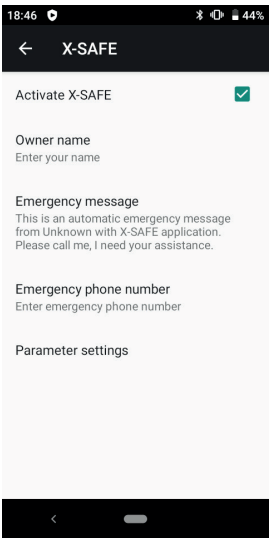 18:46 44%
X-SAFE
Activate X-SAFE
Owner name
Enter your name
Emergency message
This is an automatic emergency message
from Unknown with X-SAFE application.
Please call me, I need your assistance.
Emergency phone number
Enter emergency phone number
Parameter settings